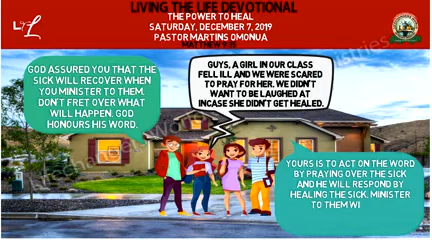 LIVING THE LIFE DEVOTIONAL
THE POWER TO HEAL
SATURDAY, DECEMBER 7, 2019
PASTOR MARTINS OMONUA
MATTHEW 9:35
GOD ASSURED YOU THAT THE
SICK WILL RECOVER WHEN
YOU MINISTER TO THEM.
DON'T FRET OVER WHAT
WILL HAPPEN. GOD
HONOURS HIS WORD.
GUYS, A GIRL IN OUR CLASS
FELL ILL AND WE WERE SCARED
TO PRAY FOR HER. WE DIDN'T
WANT TO BE LAUGHED AT
INCASE SHE DIDN'T GET HEALED.
YOURS IS TO ACT ON THE WORD
BY PRAYING OVER THE SICK
AND HE WILL RESPOND BY
HEALING THE SICK. MINISTER
TO THEM WI